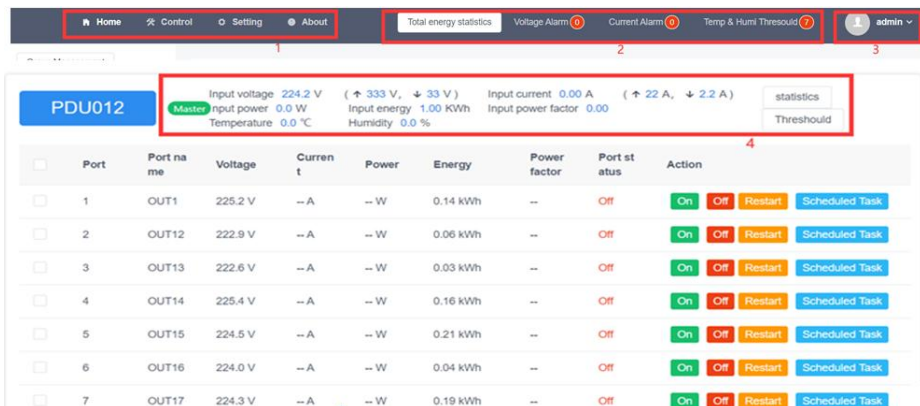 Home Control Setting About Total energy statistics Voltage Alarm 0 Current Alarm 0 Temp & Humi Thresould 7 admin
1 2 3
PDU012
Master
Input voltage 224.2 V (↑ 333 V, ↓ 33 V) Input current 0.00 A (↑ 22 A, ↓ 2.2 A) statistics
Input power 0.0 W Input energy 1.00 KWh Input power factor 0.00
Temperature 0.0 ℃ Humidity 0.0 % Threshould
4
Port Port na me Voltage Curren t Power Energy Power factor Port st atus Action
1 OUT1 225.2 V -- A -- W 0.14 kWh -- Off On Off Restart Scheduled Task
2 OUT12 222.9 V -- A -- W 0.06 kWh -- Off On Off Restart Scheduled Task
3 OUT13 222.6 V -- A -- W 0.03 kWh -- Off On Off Restart Scheduled Task
4 OUT14 225.4 V -- A -- W 0.16 kWh -- Off On Off Restart Scheduled Task
5 OUT15 224.5 V -- A -- W 0.21 kWh -- Off On Off Restart Scheduled Task
6 OUT16 224.0 V -- A -- W 0.04 kWh -- Off On Off Restart Scheduled Task
7 OUT17 224.3 V -- A -- W 0.19 kWh -- Off On Off Restart Scheduled Task